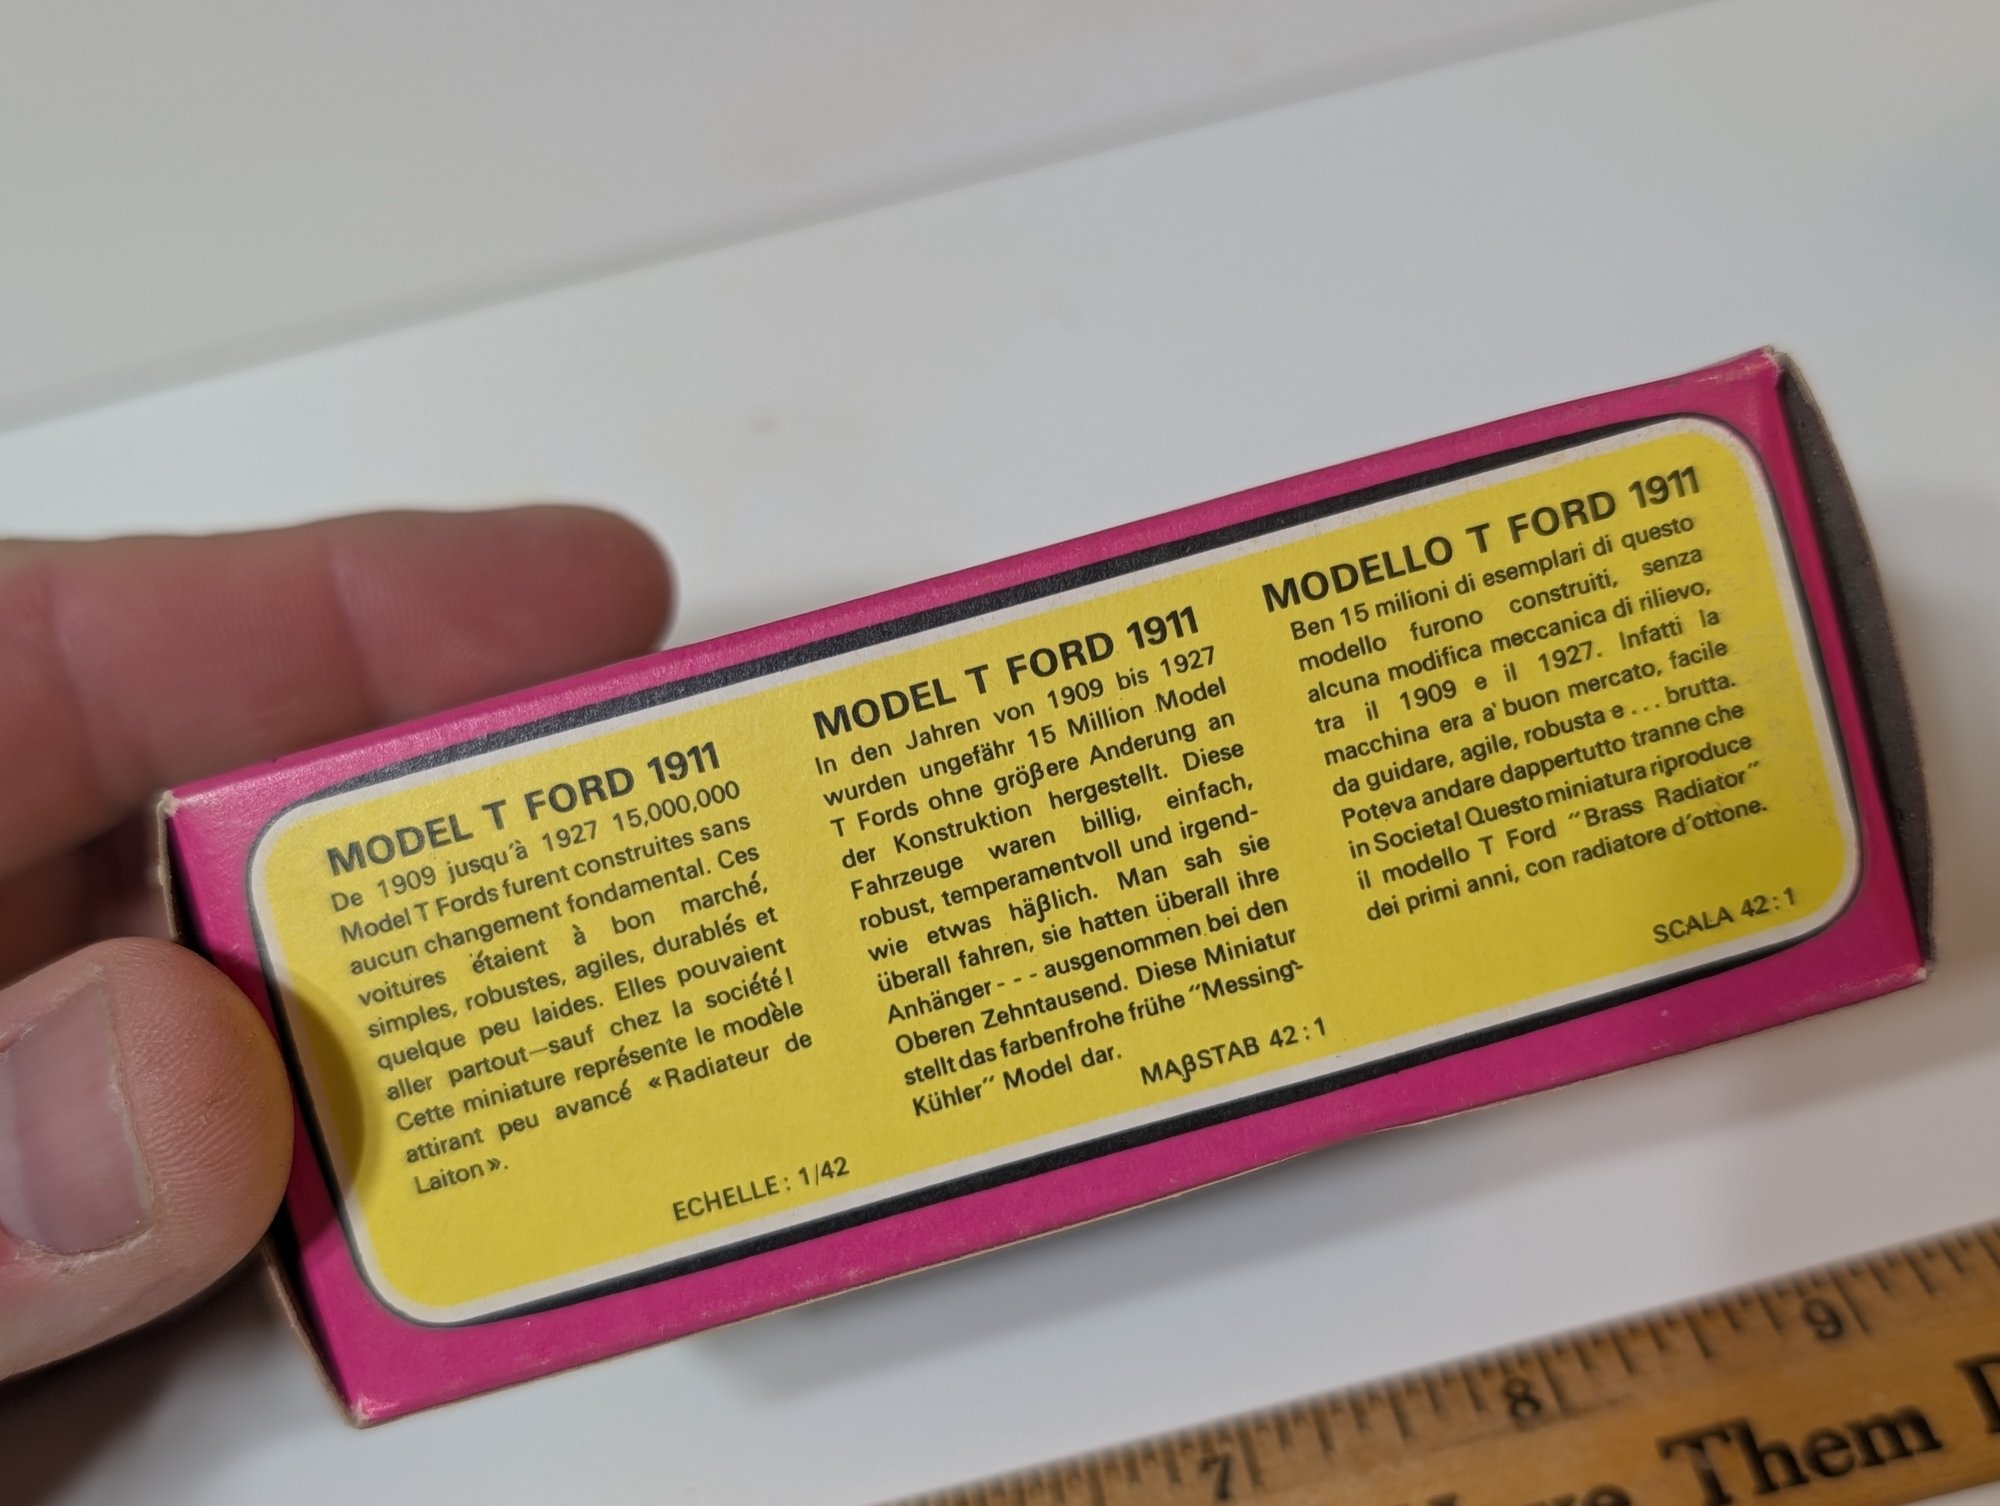 MODEL T FORD 1911
De 1909 jusqu'à 1927 15,000,000
Model T Fords furent construites sans
aucun changement fondamental. Ces
voitures étaient à bon marché,
simples, robustes, agiles, durablés et
quelque peu laides. Elles pouvaient
aller partout—sauf chez la société!
Cette miniature représente le modèle
attirant peu avancé «Radiateur de
Laiton».
ECHELLE: 1/42
MODEL T FORD 1911
In den Jahren von 1909 bis 1927
wurden ungefähr 15 Million Model
T Fords ohne größere Anderung an
der Konstruktion hergestellt. Diese
Fahrzeuge waren billig, einfach,
robust, temperamentvoll und irgend-
wie etwas häßlich. Man sah sie
überall fahren, sie hatten überall ihre
Anhänger - - - ausgenommen bei den
Oberen Zehntausend. Diese Miniatur
stellt das farbenfrohe frühe "Messing-
Kühler" Model dar.
MAßSTAB 42:1
MODELLO T FORD 1911
Ben 15 milioni di esemplari di questo
modello furono construiti, senza
alcuna modifica meccanica di rilievo,
tra il 1909 e il 1927. Infatti la
macchina era a' buon mercato, facile
da guidare, agile, robusta e ... brutta.
Poteva andare dappertutto tranne che
in Societa! Questo miniatura riproduce
il modello T Ford "Brass Radiator"
dei primi anni, con radiatore d'ottone.
SCALA 42:1
7 8 9
Them